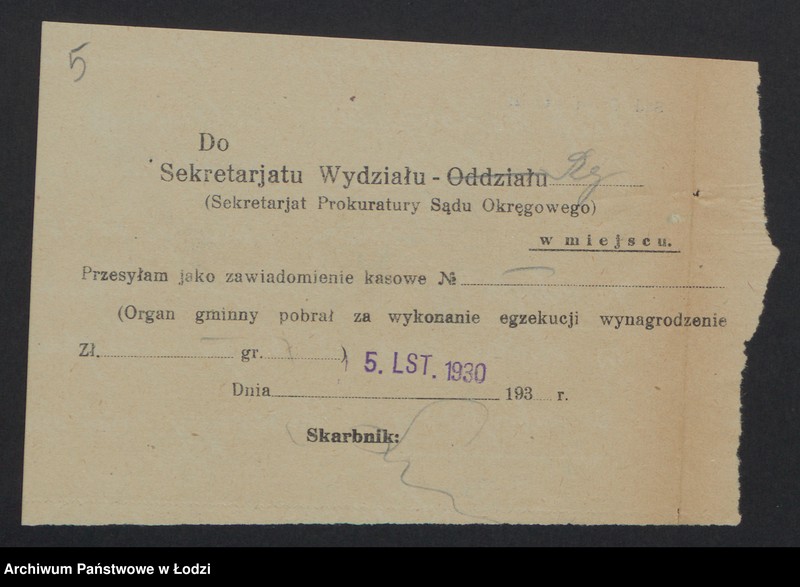 5
Do
Sekretarjatu Wydziału - Oddziału
(Sekretarjat Prokuratury Sądu Okręgowego)
w miejscu.
Przesyłam jako zawiadomienie kasowe № —
(Organ gminny pobrał za wykonanie egzekucji wynagrodzenie
Zł. — gr. )
5. LST. 1930
Dnia 193 r.
Skarbnik:
Archiwum Państwowe w Łodzi